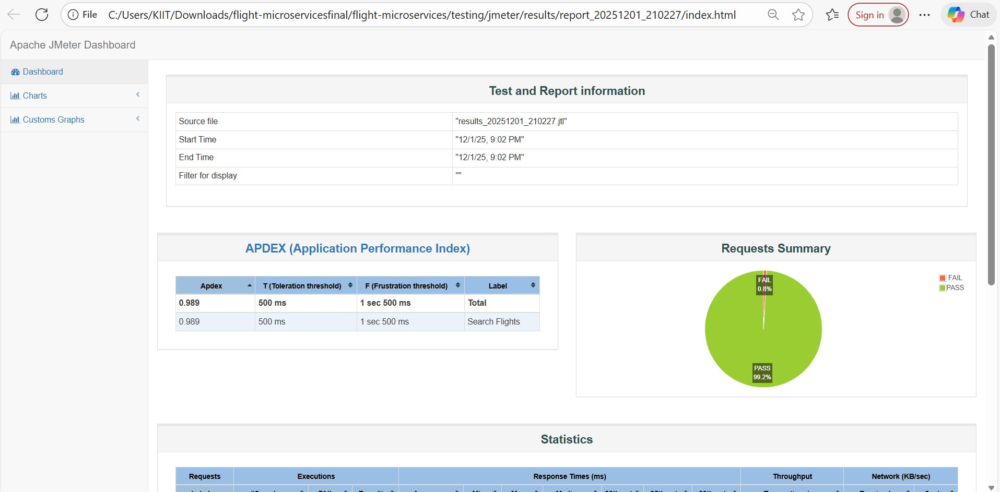 File C:/Users/KIIT/Downloads/flight-microservicesfinal/flight-microservices/testing/jmeter/results/report_20251201_210227/index.html Sign in Chat
Apache JMeter Dashboard
Dashboard
Charts
Customs Graphs
Test and Report information
Source file "results_20251201_210227.jtl"
Start Time "12/1/25, 9:02 PM"
End Time "12/1/25, 9:02 PM"
Filter for display ""
APDEX (Application Performance Index)
Apdex T (Toleration threshold) F (Frustration threshold) Label
0.989 500 ms 1 sec 500 ms Total
0.989 500 ms 1 sec 500 ms Search Flights
Requests Summary
FAIL
0.8%
PASS
99.2%
FAIL
PASS
Statistics
Requests Executions Response Times (ms) Throughput Network (KB/sec)